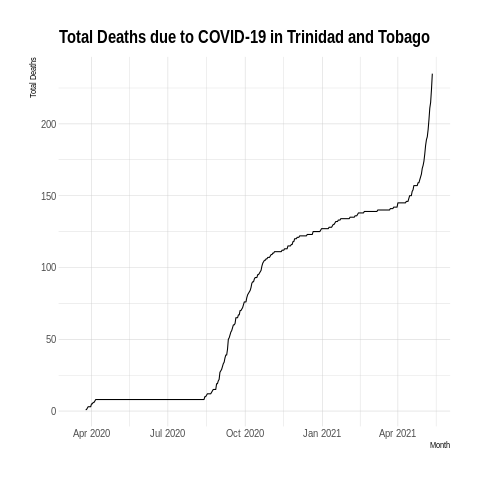 Total Deaths due to COVID-19 in Trinidad and Tobago
Total Deaths
200
150
100
50
0
Apr 2020 Jul 2020 Oct 2020 Jan 2021 Apr 2021
Month